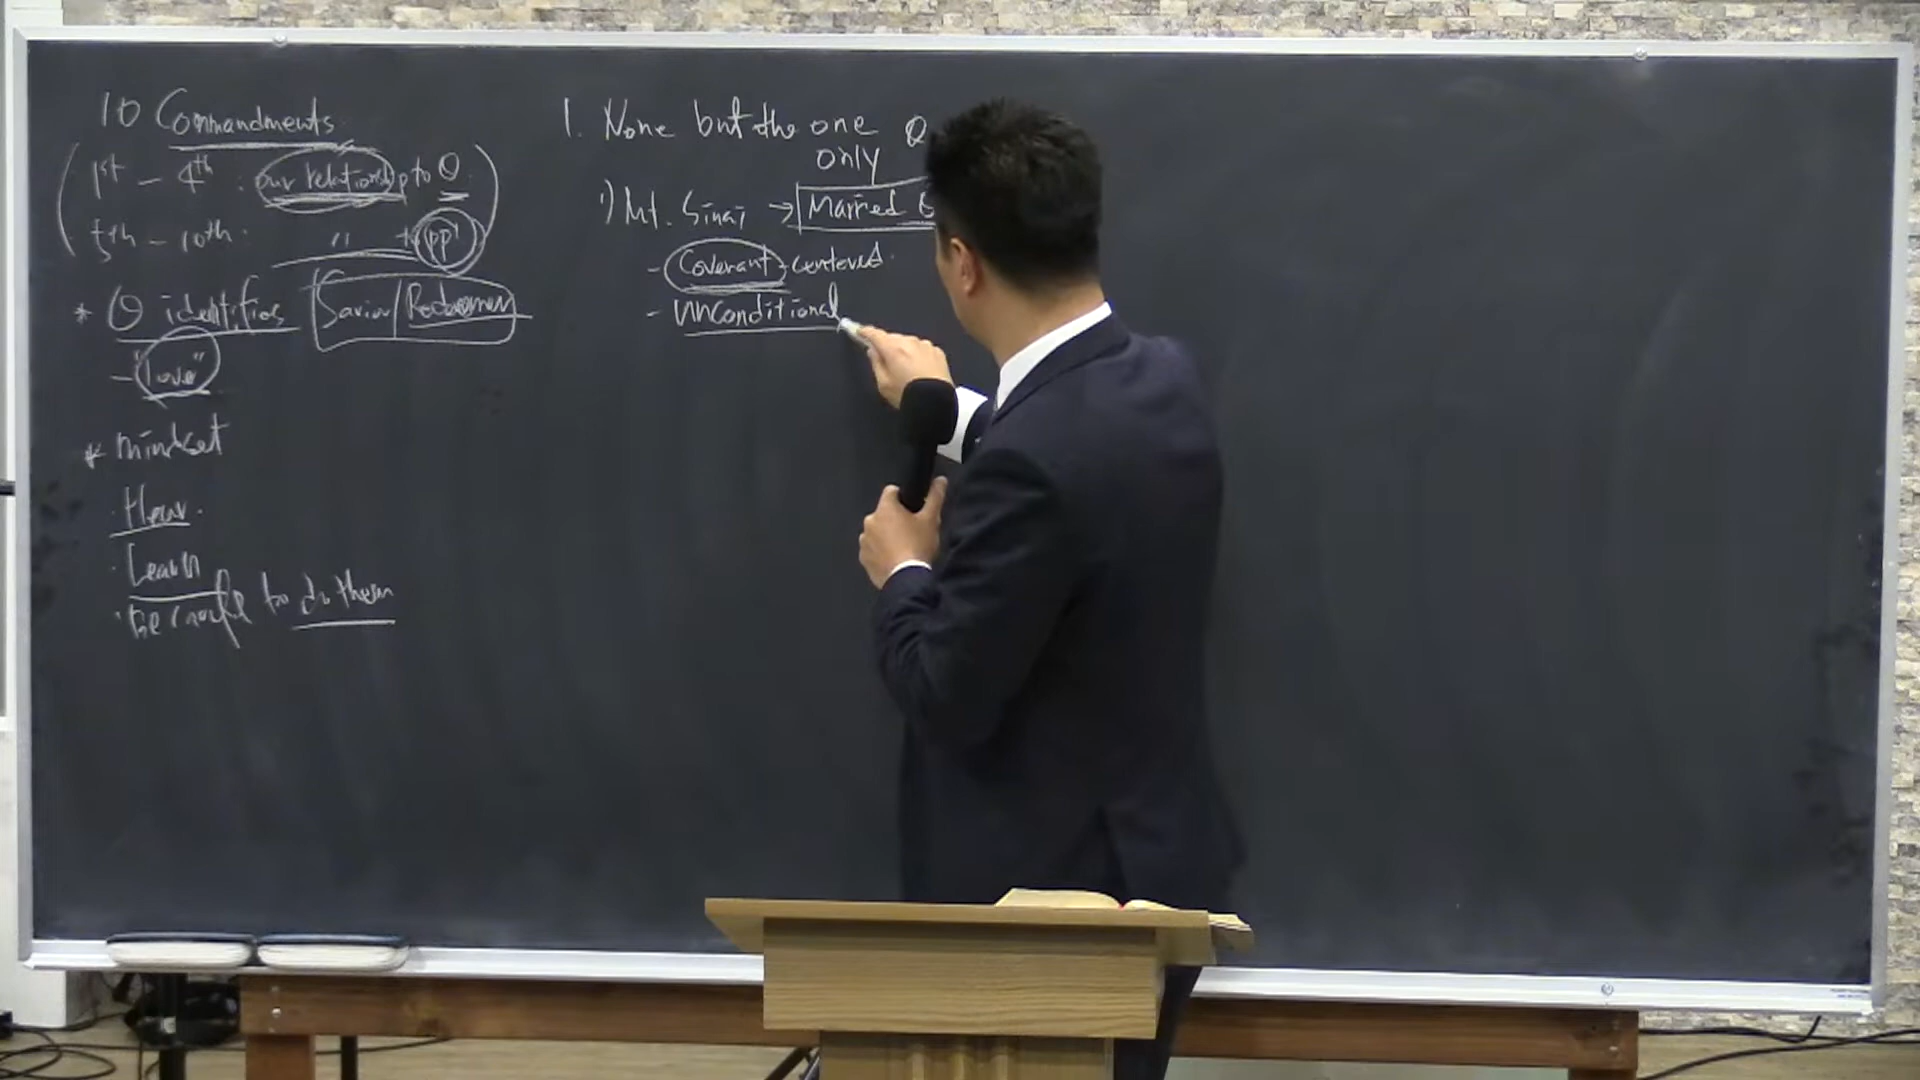 10 Commandments
1st - 4th : our relationship to Θ
5th - 10th : " to ppl
* Θ identifies Savior/Redeemer
- "love"
* mindset
· Hear.
· Learn
· Be careful to do them
1. None but the one Θ
only
1) Mt. Sinai → Married
- Covenant-centered.
- Unconditional